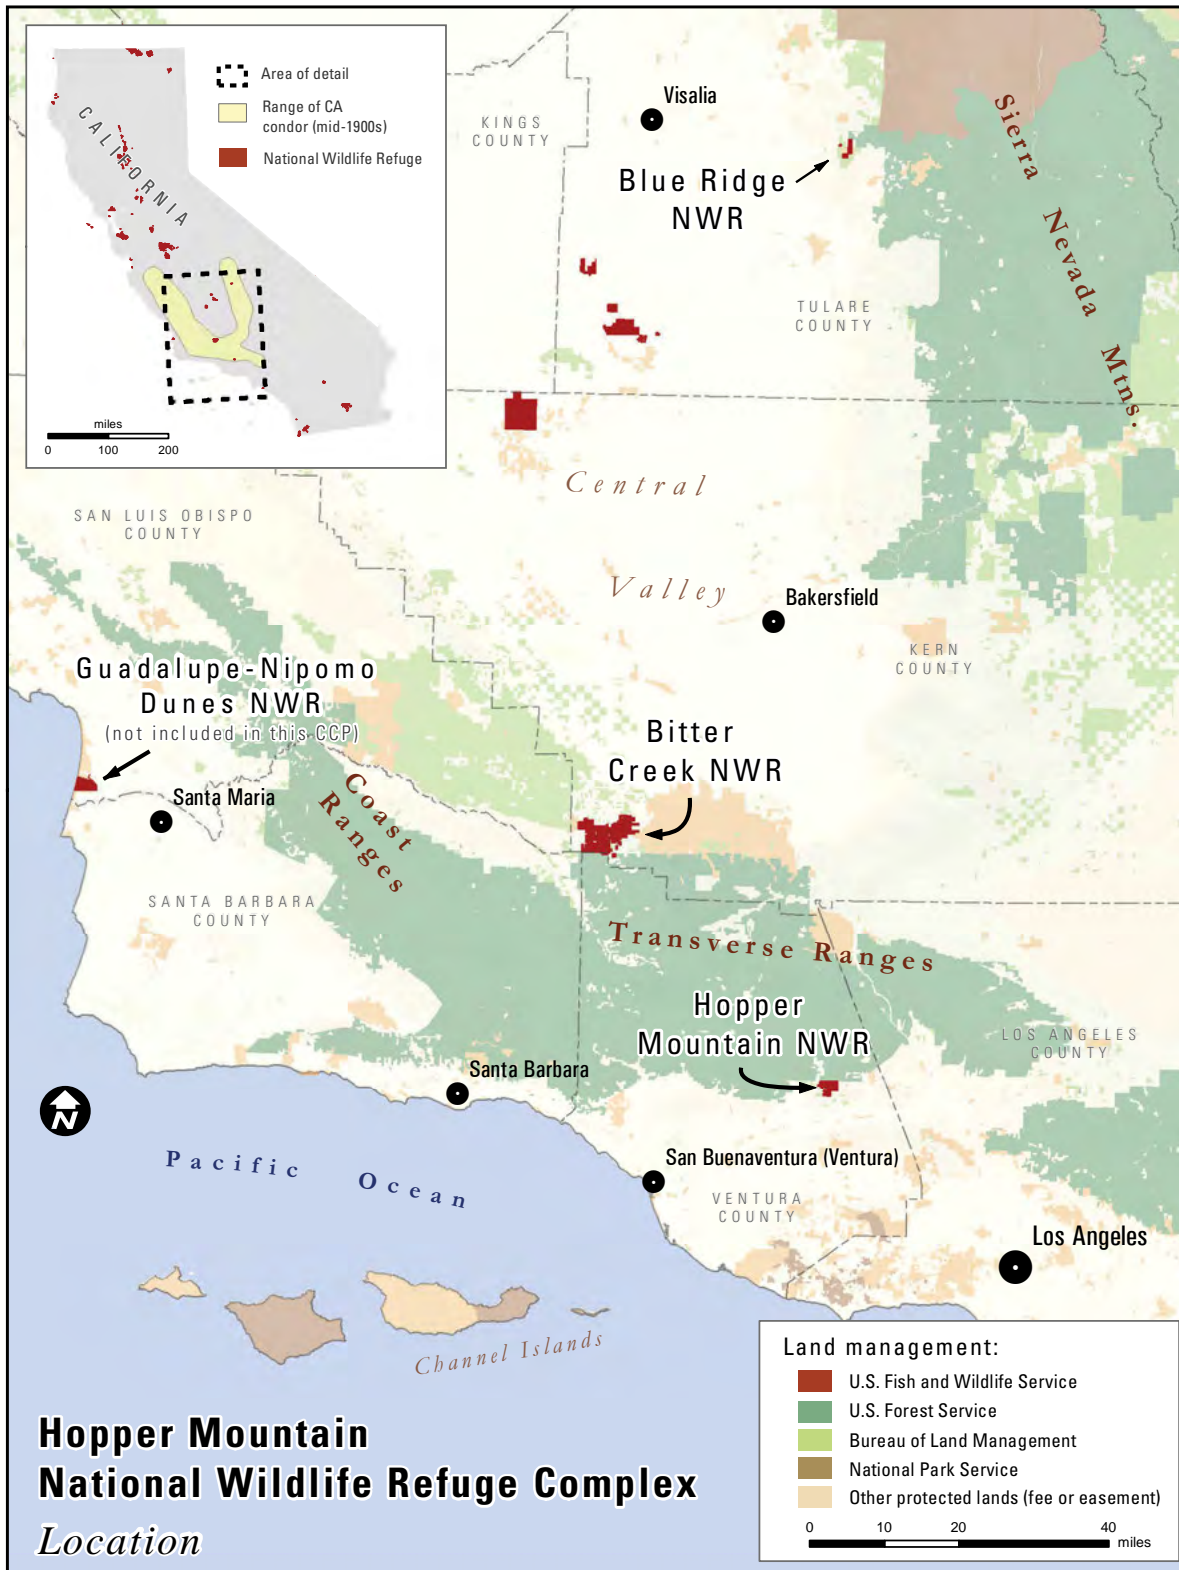 CALIFORNIA
Area of detail
Range of CA
condor (mid-1900s)
National Wildlife Refuge
miles
0 100 200
Visalia
KINGS
COUNTY
Blue Ridge
NWR
Sierra Nevada Mtns.
TULARE
COUNTY
Central
Valley
SAN LUIS OBISPO
COUNTY
Bakersfield
KERN
COUNTY
Guadalupe-Nipomo
Dunes NWR
(not included in this CCP)
Santa Maria
Coast
Ranges
Bitter
Creek NWR
SANTA BARBARA
COUNTY
Transverse Ranges
Hopper
Mountain NWR
LOS ANGELES
COUNTY
Santa Barbara
N
Pacific Ocean
San Buenaventura (Ventura)
VENTURA
COUNTY
Los Angeles
Channel Islands
Land management:
U.S. Fish and Wildlife Service
U.S. Forest Service
Bureau of Land Management
National Park Service
Other protected lands (fee or easement)
0 10 20 40
miles
Hopper Mountain
National Wildlife Refuge Complex
Location